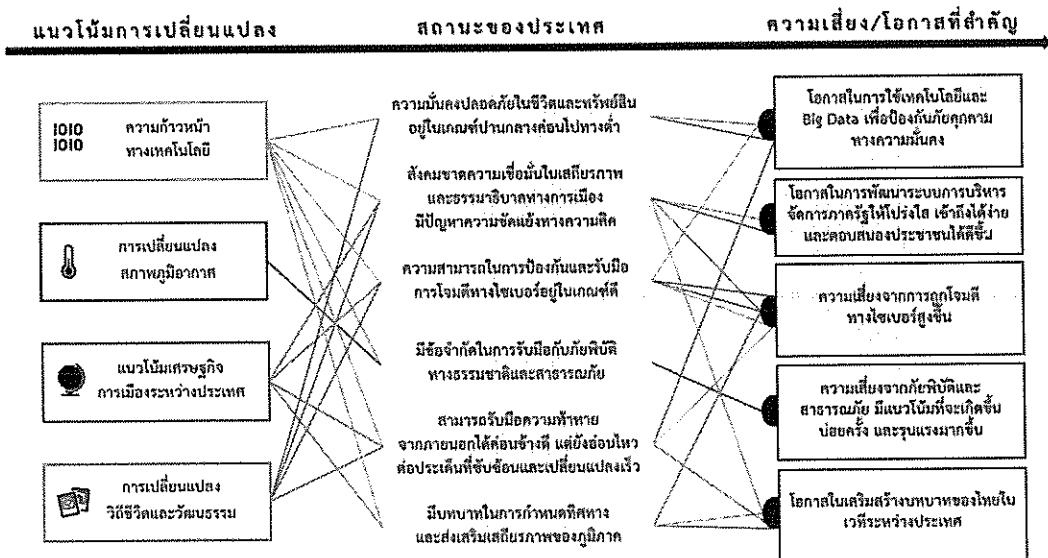 แนวโน้มการเปลี่ยนแปลง
สถานะของประเทศ
ความเสี่ยง/โอกาสที่สำคัญ
1010
1010
ความก้าวหน้า
ทางเทคโนโลยี
การเปลี่ยนแปลง
สภาพภูมิอากาศ
แนวโน้มเศรษฐกิจ
การเมืองระหว่างประเทศ
การเปลี่ยนแปลง
วิถีชีวิตและวัฒนธรรม
ความมั่นคงปลอดภัยในชีวิตและทรัพย์สิน
อยู่ในเกณฑ์ปานกลางค่อนไปทางต่ำ
สังคมขาดความเชื่อมั่นในเสถียรภาพ
และธรรมาธิบาลทางการเมือง
มีปัญหาความขัดแย้งทางความคิด
ความสามารถในการป้องกันและรับมือ
การโจมตีทางไซเบอร์อยู่ในเกณฑ์ดี
มีข้อจำกัดในการรับมือกับภัยพิบัติ
ทางธรรมชาติและสาธารณภัย
สามารถรับมือความท้าทาย
จากภายนอกได้ค่อนข้างดี แต่ยังอ่อนไหว
ต่อประเด็นที่ซับซ้อนและเปลี่ยนแปลงเร็ว
มีบทบาทในการกำหนดทิศทาง
และส่งเสริมเสถียรภาพของภูมิภาค
โอกาสในการใช้เทคโนโลยีและ
Big Data เพื่อป้องกันภัยคุกคาม
ทางความมั่นคง
โอกาสในการพัฒนาระบบการบริหาร
จัดการภาครัฐให้โปร่งใส เข้าถึงได้ง่าย
และตอบสนองประชาชนได้ดีขึ้น
ความเสี่ยงจากการถูกโจมตี
ทางไซเบอร์สูงขึ้น
ความเสี่ยงจากภัยพิบัติและ
สาธารณภัย มีแนวโน้มที่จะเกิดขึ้น
บ่อยครั้ง และรุนแรงมากขึ้น
โอกาสในเสริมสร้างบทบาทของไทยใน
เวทีระหว่างประเทศ